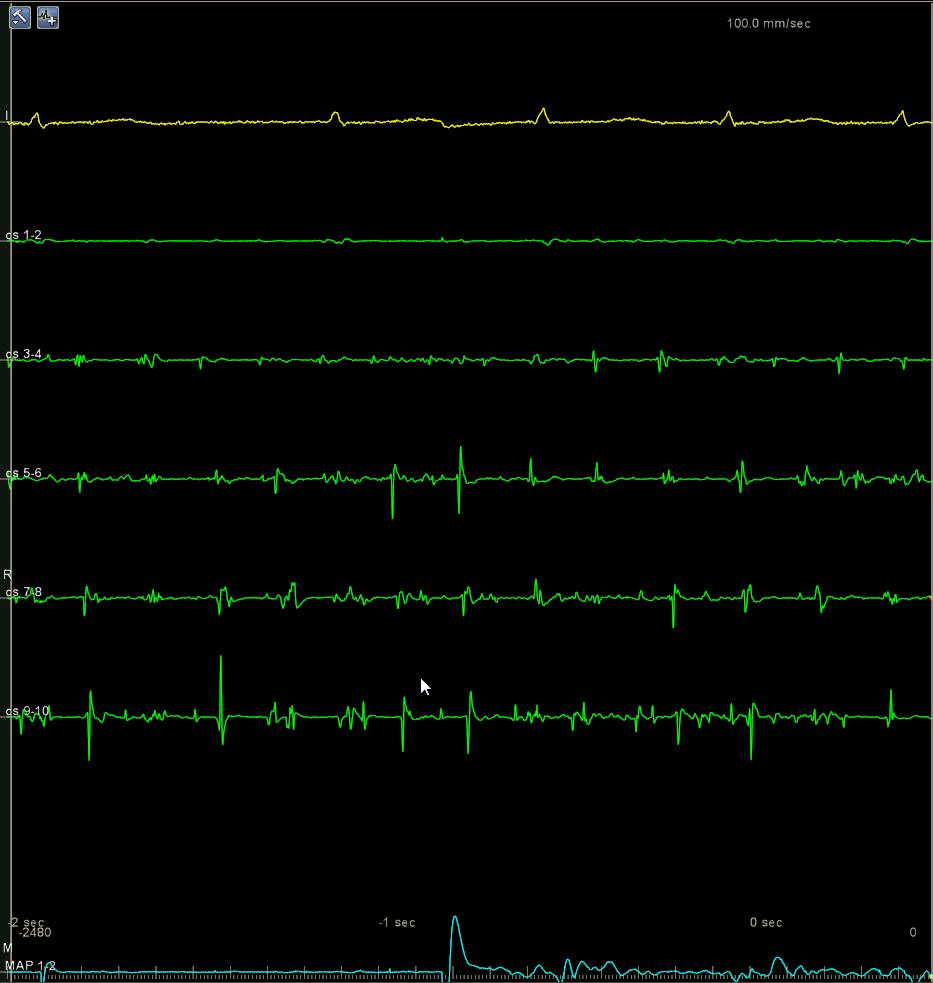 100.0 mm/sec
I
cs 1-2
cs 3-4
cs 5-6
R
cs 7-8
cs 9-10
-2 sec
-1 sec
0 sec
-2480
0
M
MAP 1-2